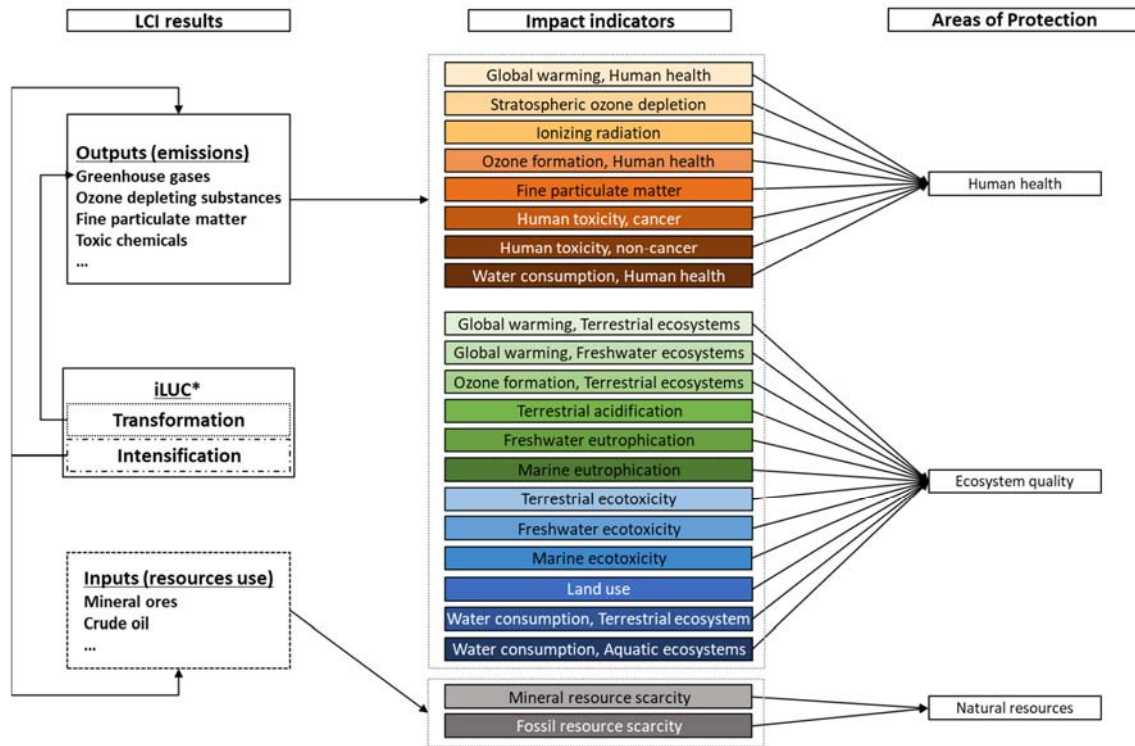 LCI results
Impact indicators
Areas of Protection
Outputs (emissions)
Greenhouse gases
Ozone depleting substances
Fine particulate matter
Toxic chemicals
...
iLUC*
Transformation
Intensification
Inputs (resources use)
Mineral ores
Crude oil
...
Global warming, Human health
Stratospheric ozone depletion
Ionizing radiation
Ozone formation, Human health
Fine particulate matter
Human toxicity, cancer
Human toxicity, non-cancer
Water consumption, Human health
Global warming, Terrestrial ecosystems
Global warming, Freshwater ecosystems
Ozone formation, Terrestrial ecosystems
Terrestrial acidification
Freshwater eutrophication
Marine eutrophication
Terrestrial ecotoxicity
Freshwater ecotoxicity
Marine ecotoxicity
Land use
Water consumption, Terrestrial ecosystem
Water consumption, Aquatic ecosystems
Mineral resource scarcity
Fossil resource scarcity
Human health
Ecosystem quality
Natural resources